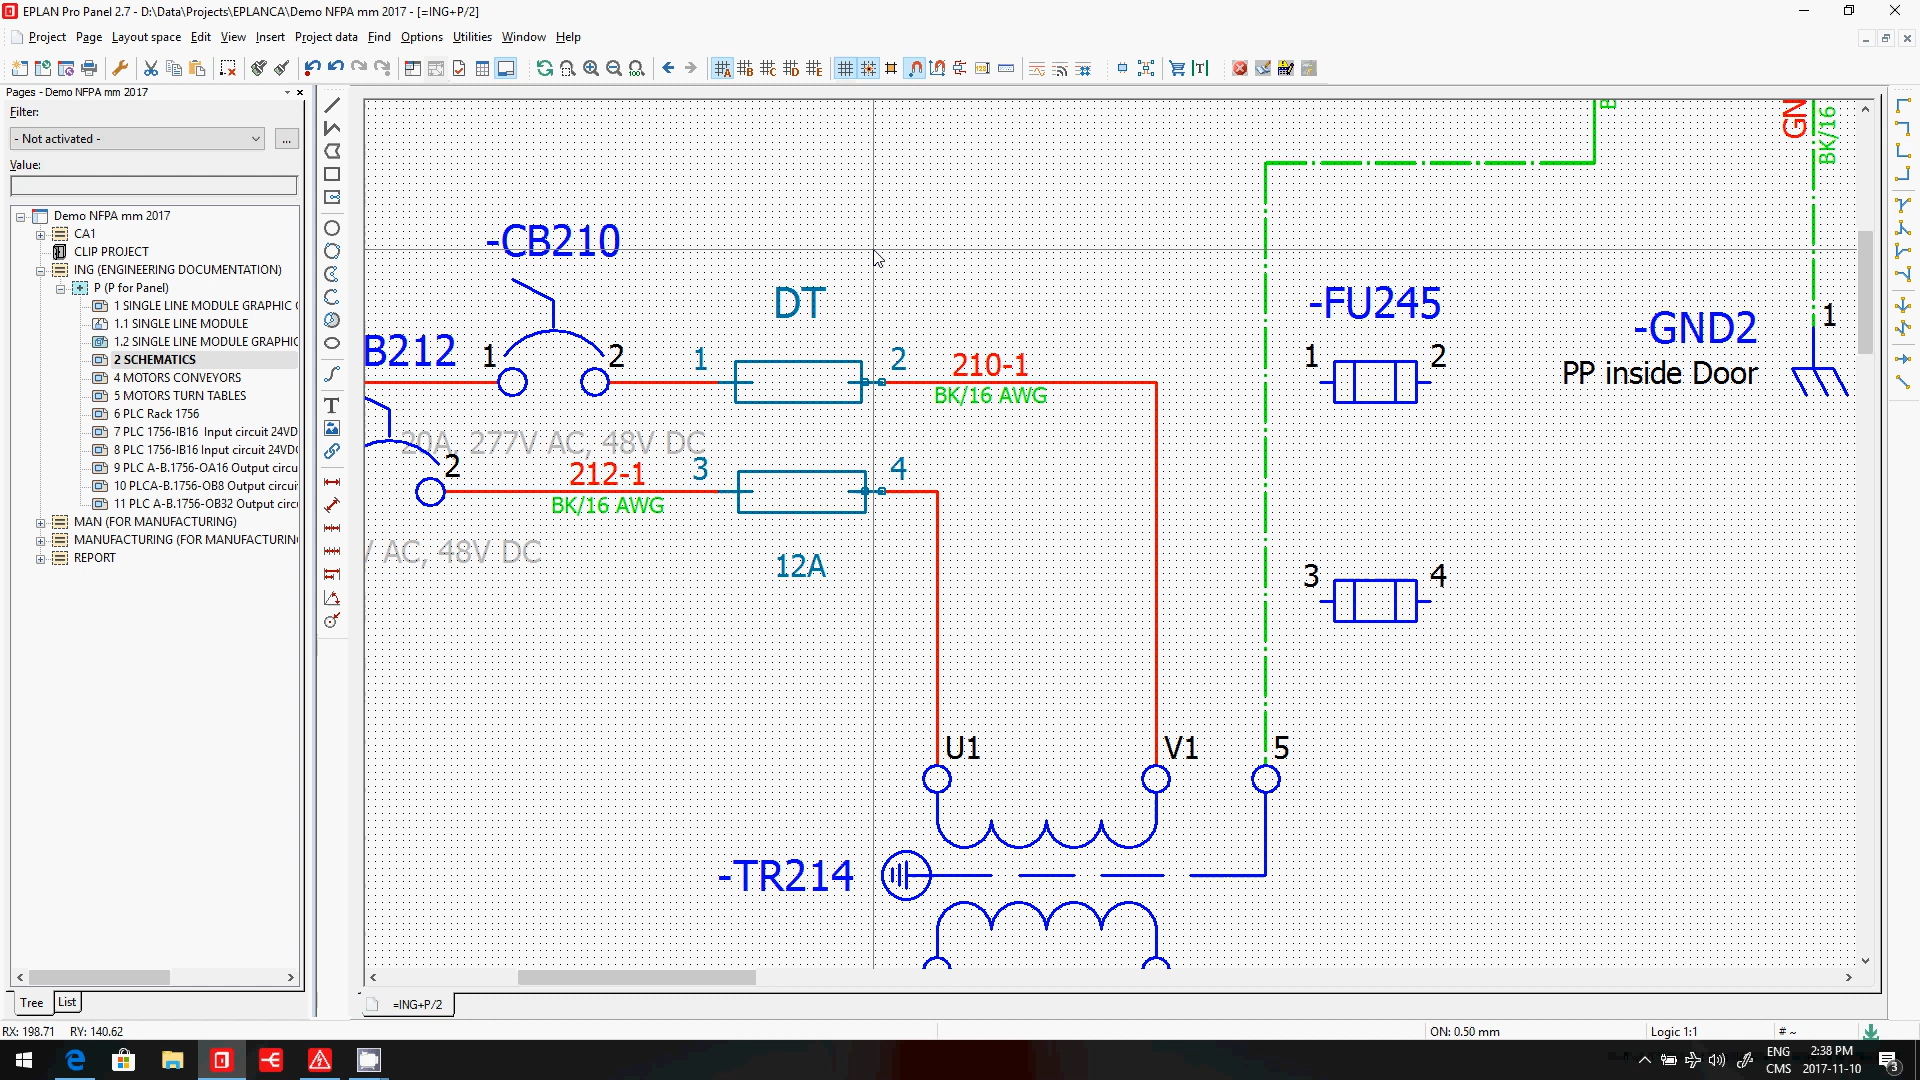 EPLAN Pro Panel 2.7 - D:\Data\Projects\EPLANCA\Demo NFPA mm 2017 - [=ING+P/2]
Project Page Layout space Edit View Insert Project data Find Options Utilities Window Help
Pages - Demo NFPA mm 2017
Filter:
- Not activated -
...
Value:
Demo NFPA mm 2017
CA1
CLIP PROJECT
ING (ENGINEERING DOCUMENTATION)
P (P for Panel)
1 SINGLE LINE MODULE GRAPHIC
1.1 SINGLE LINE MODULE
1.2 SINGLE LINE MODULE GRAPHIC
2 SCHEMATICS
4 MOTORS CONVEYORS
5 MOTORS TURN TABLES
6 PLC Rack 1756
7 PLC 1756-IB16 Input circuit 24VD
8 PLC 1756-IB16 Input circuit 24VDC
9 PLC A-B.1756-OA16 Output circu
10 PLCA-B.1756-OB8 Output circuit
11 PLC A-B.1756-OB32 Output circ
MAN (FOR MANUFACTURING)
MANUFACTURING (FOR MANUFACTURIN
REPORT
Tree List
-CB210
B212
1
2
DT
1
2
210-1
BK/16 AWG
20A, 277V AC, 48V DC
2
212-1
BK/16 AWG
3
4
V AC, 48V DC
12A
B
GN
BK/16
-FU245
1
2
3
4
-GND2
1
PP inside Door
U1
V1
5
-TR214
=ING+P/2
RX: 198.71 RY: 140.62
ON: 0.50 mm
Logic 1:1
# ~
ENG
CMS
2:38 PM
2017-11-10
3